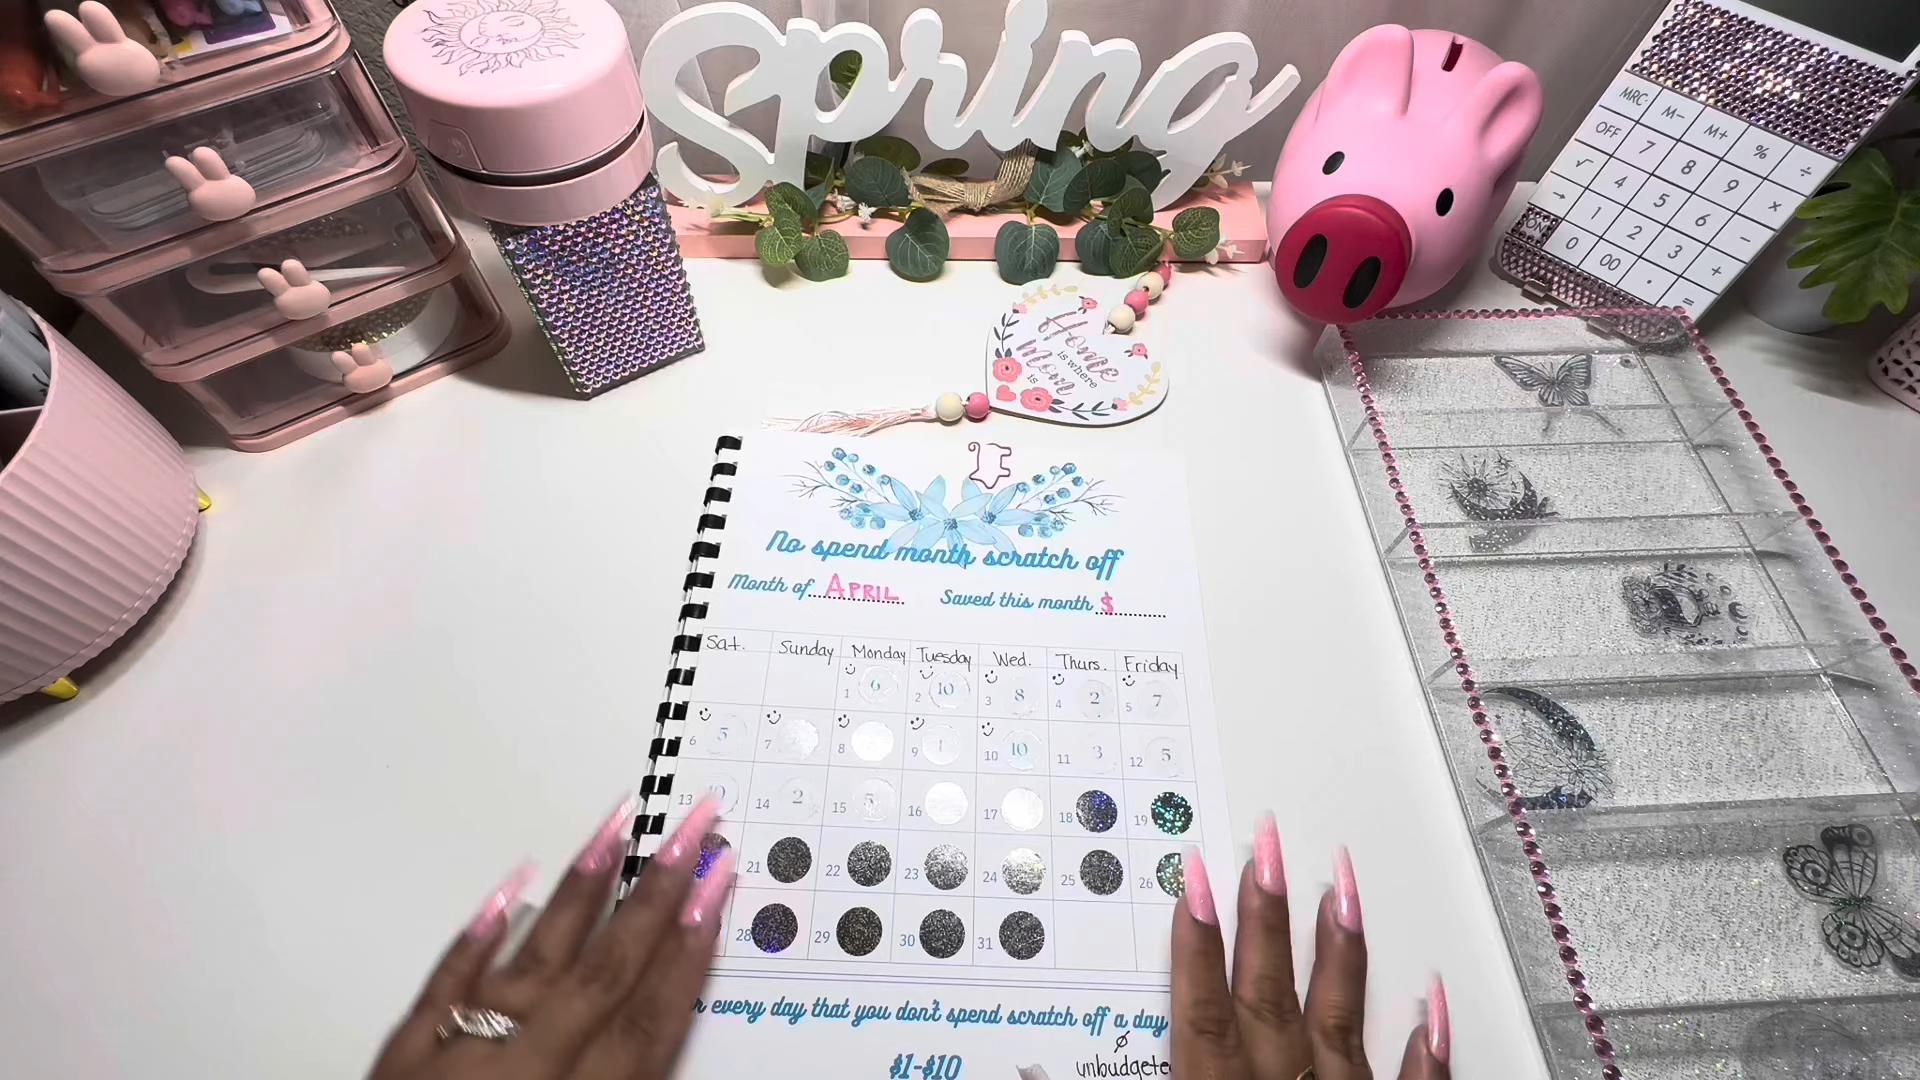 Spring
MRC M- M+ % ÷
OFF 7 8 9 ×
√ 4 5 6 −
→ 1 2 3 +
ON 0 00 . =
Home
is where
Mom
is
No spend month scratch off
Month of APRIL Saved this month $
Sat. Sunday Monday Tuesday Wed. Thurs. Friday
1 6 2 10 3 8 4 2 5 7
6 5 7 8 9 1 10 10 11 3 12 5
13 10 14 2 15 5 16 17 18 19
21 22 23 24 25 26
28 29 30 31
every day that you don't spend scratch off a day
$1-$10